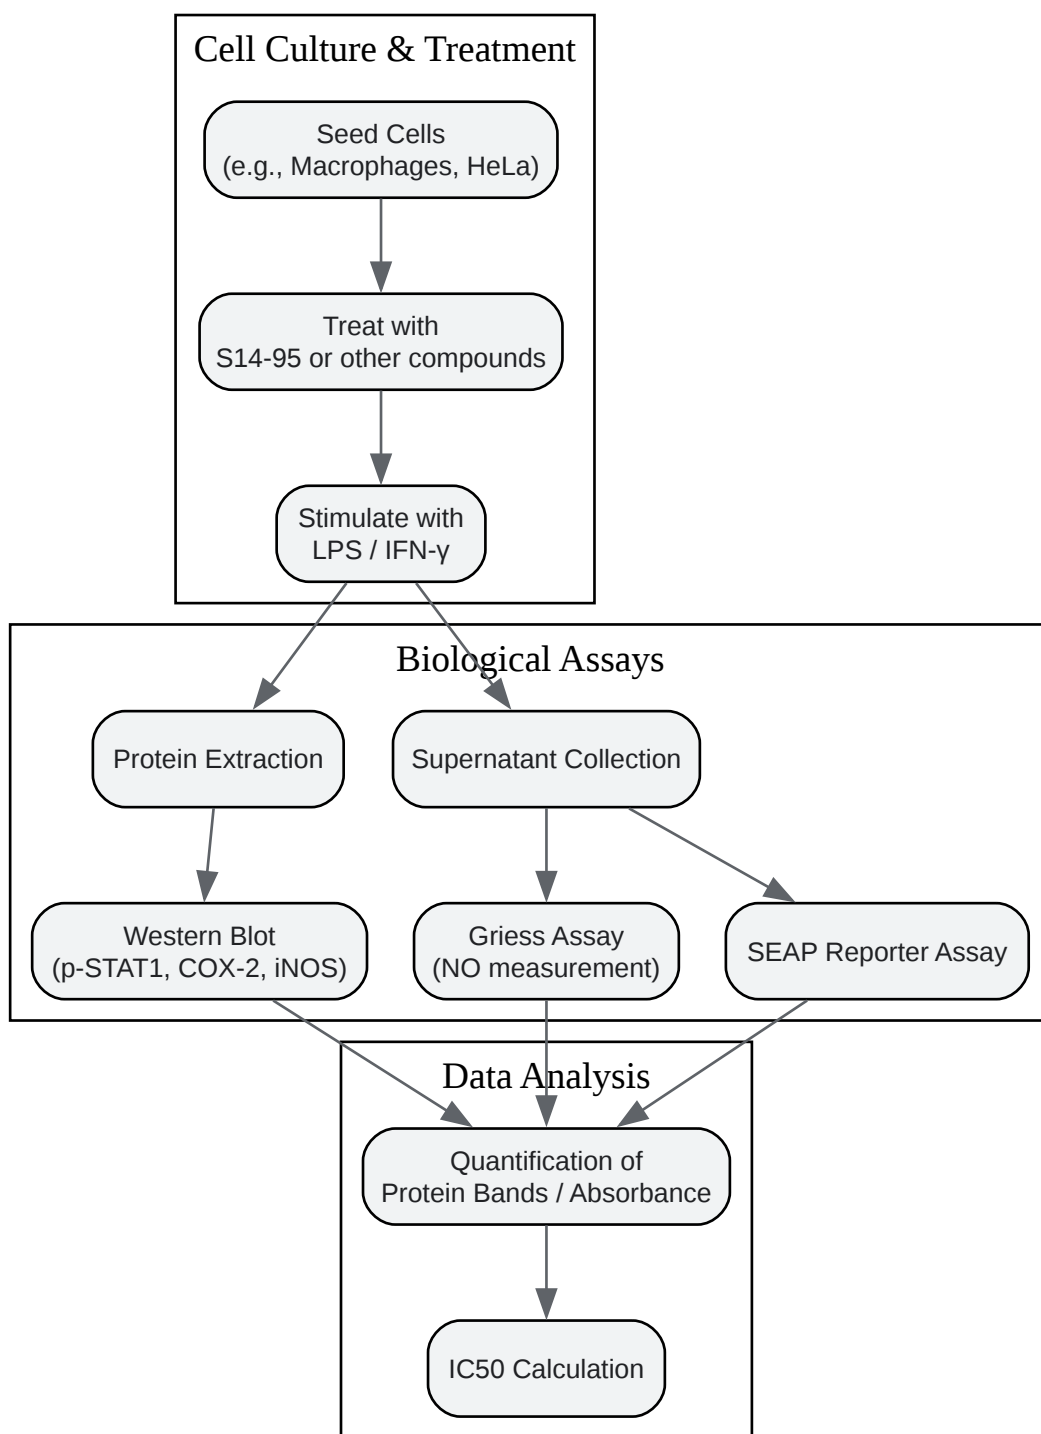 Cell Culture & Treatment
Seed Cells
(e.g., Macrophages, HeLa)
Treat with
S14-95 or other compounds
Stimulate with
LPS / IFN-γ
Biological Assays
Protein Extraction
Supernatant Collection
Western Blot
(p-STAT1, COX-2, iNOS)
Griess Assay
(NO measurement)
SEAP Reporter Assay
Data Analysis
Quantification of
Protein Bands / Absorbance
IC50 Calculation